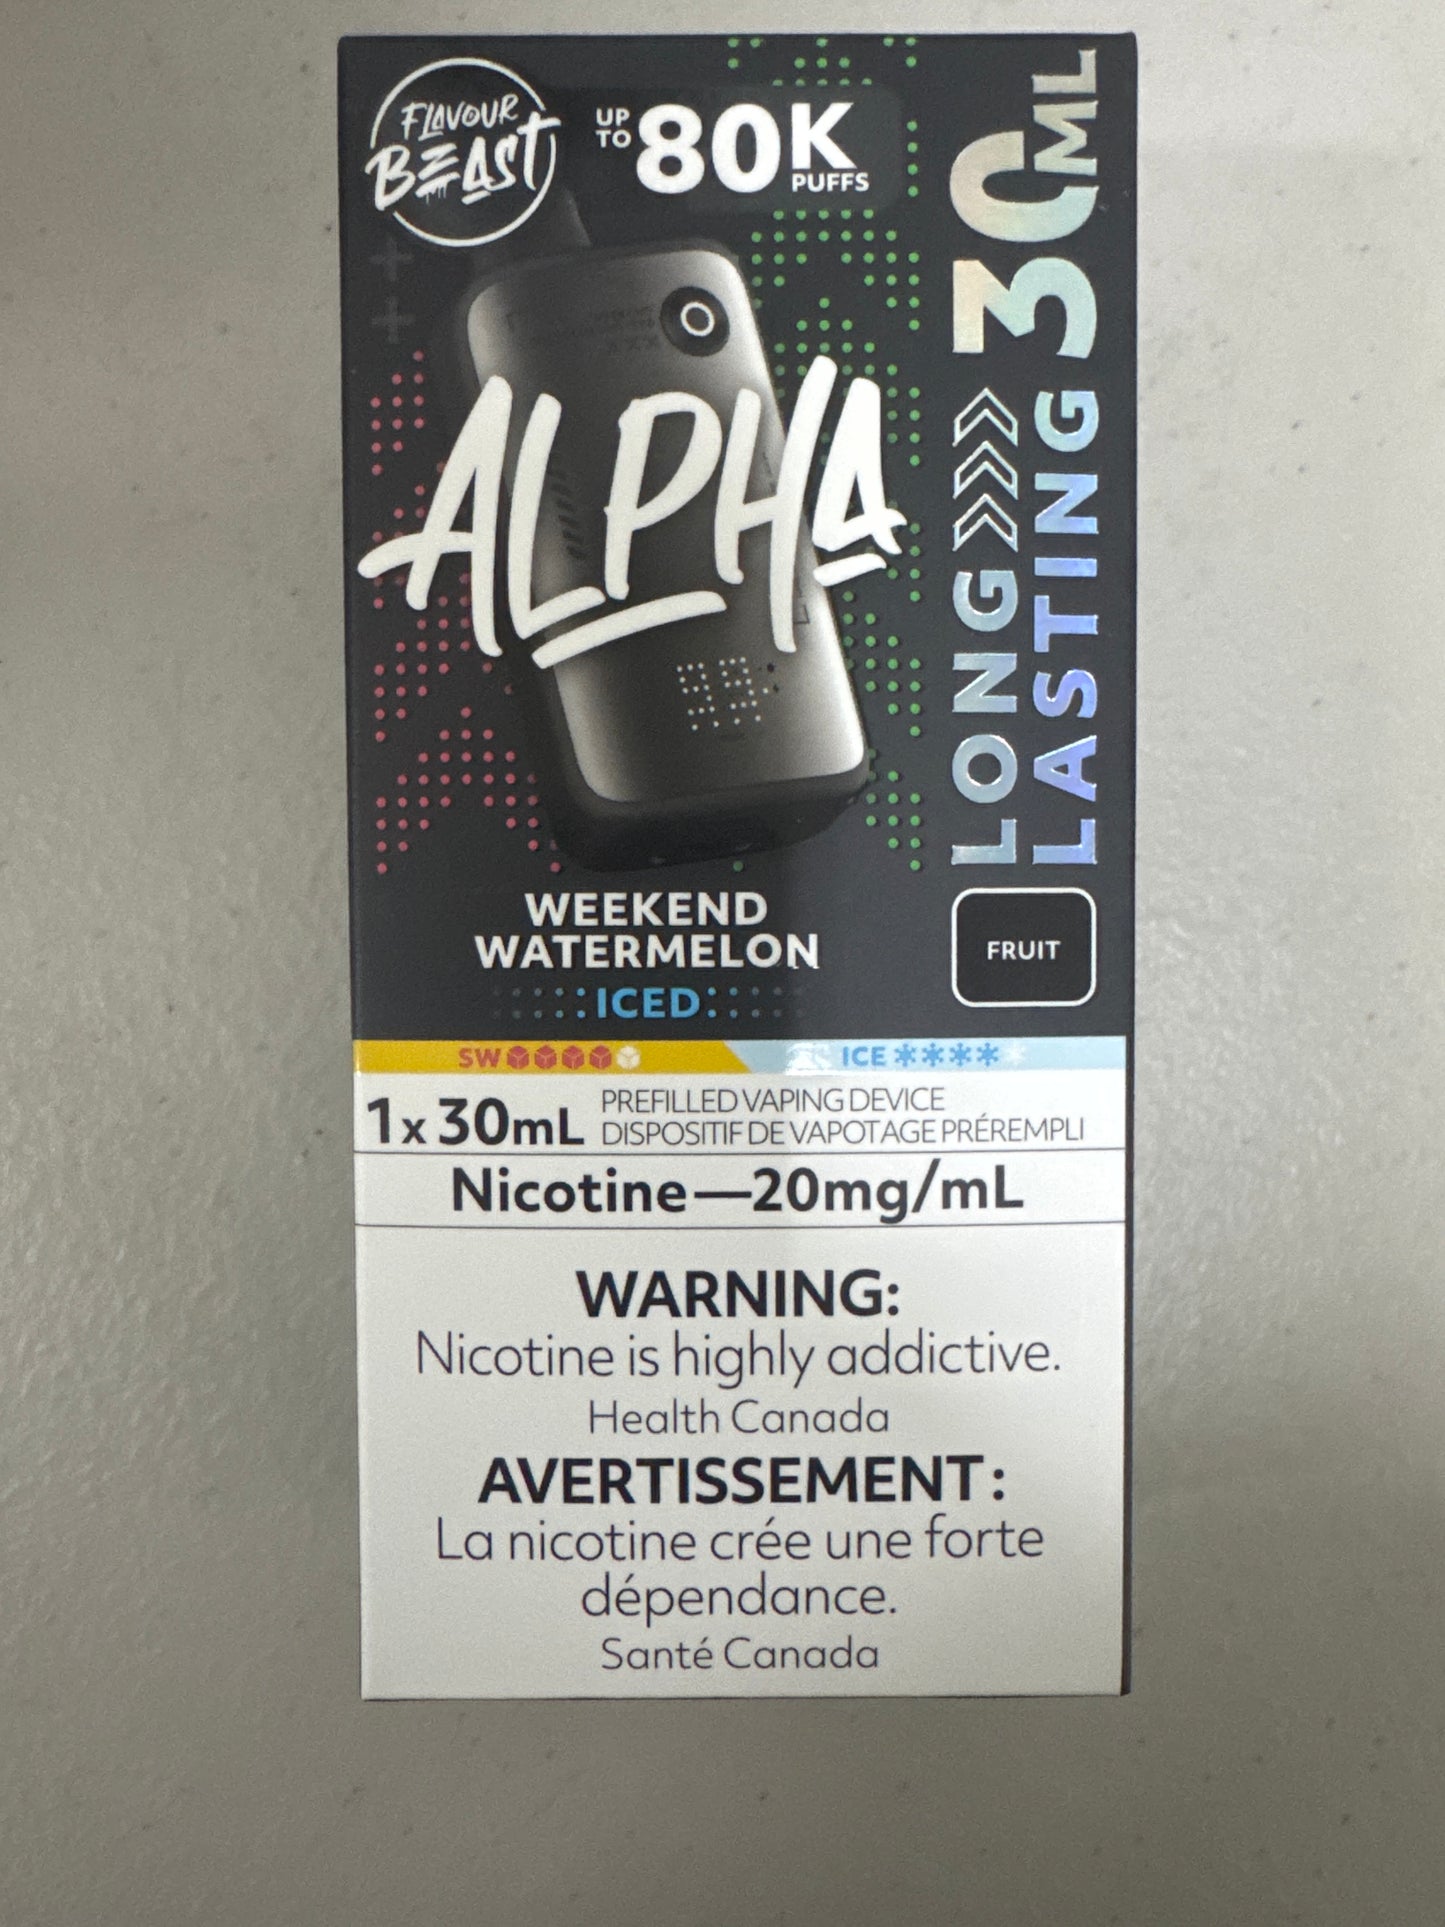 FLAVOUR
BEAST
UP
TO
80K
PUFFS
ALPHA
LONG
LASTING 30ML
WEEKEND
WATERMELON
ICED
FRUIT
SW
ICE
1x30mL
PREFILLED VAPING DEVICE
DISPOSITIF DE VAPOTAGE PRÉREMPLI
Nicotine—20mg/mL
WARNING:
Nicotine is highly addictive.
Health Canada
AVERTISSEMENT :
La nicotine crée une forte
dépendance.
Santé Canada